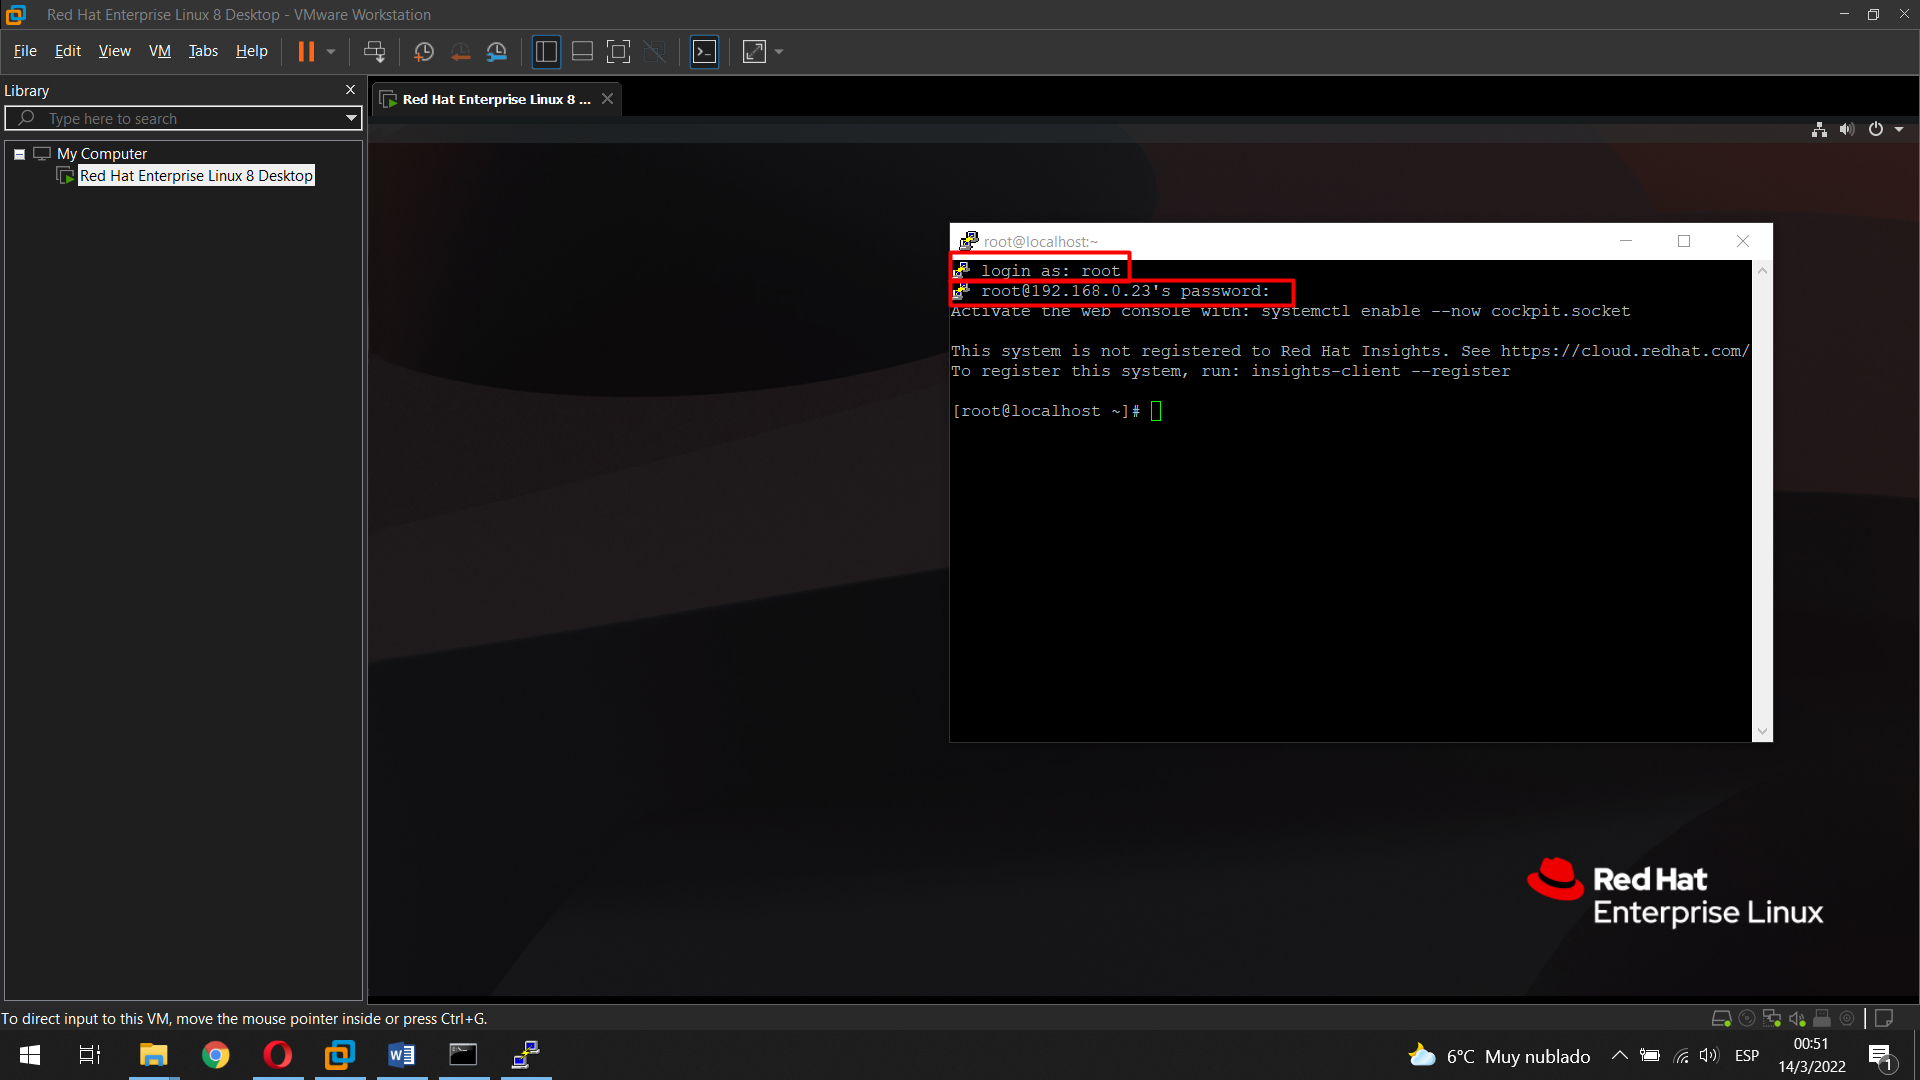 Red Hat Enterprise Linux 8 Desktop - VMware Workstation
File Edit View VM Tabs Help
Library
Type here to search
My Computer
Red Hat Enterprise Linux 8 Desktop
Red Hat Enterprise Linux 8 ...
root@localhost:~
login as: root
root@192.168.0.23's password:
Activate the web console with: systemctl enable --now cockpit.socket
This system is not registered to Red Hat Insights. See https://cloud.redhat.com/
To register this system, run: insights-client --register
[root@localhost ~]#
Red Hat
Enterprise Linux
To direct input to this VM, move the mouse pointer inside or press Ctrl+G.
6°C Muy nublado
ESP
00:51
14/3/2022
1